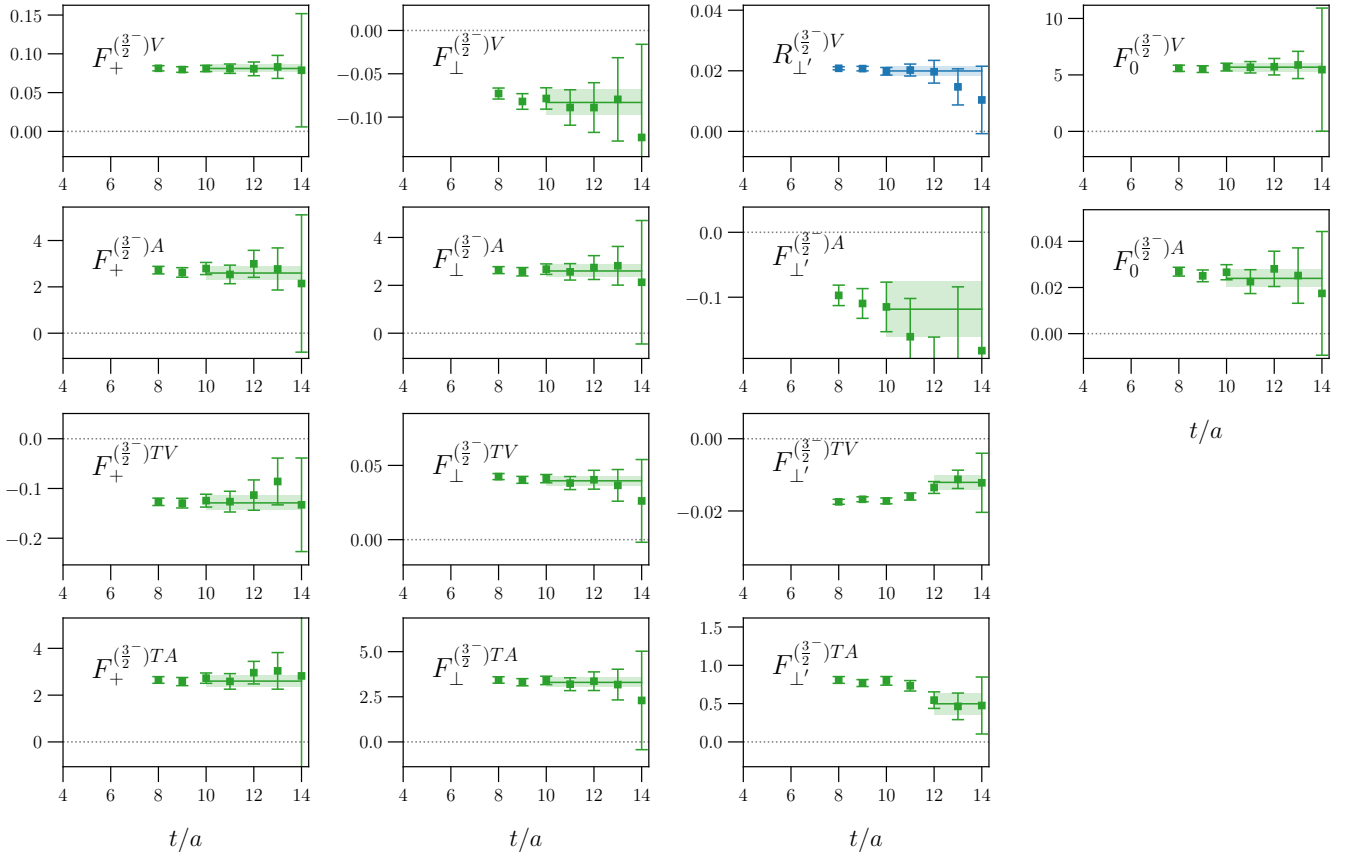 0.15
0.10
0.05
0.00
F_+^{(3/2^-)V}
4 6 8 10 12 14
0.00
−0.05
−0.10
F_⊥^{(3/2^-)V}
4 6 8 10 12 14
0.04
0.02
0.00
R_{⊥′}^{(3/2^-)V}
4 6 8 10 12 14
10
5
0
F_0^{(3/2^-)V}
4 6 8 10 12 14
4
2
0
F_+^{(3/2^-)A}
4 6 8 10 12 14
4
2
0
F_⊥^{(3/2^-)A}
4 6 8 10 12 14
0.0
−0.1
F_{⊥′}^{(3/2^-)A}
4 6 8 10 12 14
0.04
0.02
0.00
F_0^{(3/2^-)A}
4 6 8 10 12 14
t/a
0.0
−0.1
−0.2
F_+^{(3/2^-)TV}
4 6 8 10 12 14
0.05
0.00
F_⊥^{(3/2^-)TV}
4 6 8 10 12 14
0.00
−0.02
F_{⊥′}^{(3/2^-)TV}
4 6 8 10 12 14
4
2
0
F_+^{(3/2^-)TA}
4 6 8 10 12 14
t/a
5.0
2.5
0.0
F_⊥^{(3/2^-)TA}
4 6 8 10 12 14
t/a
1.5
1.0
0.5
0.0
F_{⊥′}^{(3/2^-)TA}
4 6 8 10 12 14
t/a